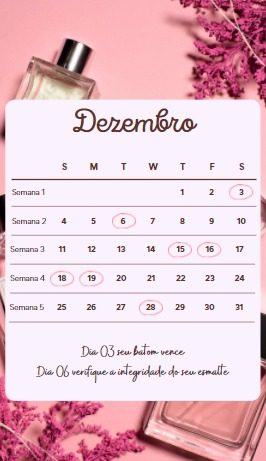 Dezembro
S M T W T F S
Semana 1 1 2 3
Semana 2 4 5 6 7 8 9 10
Semana 3 11 12 13 14 15 16 17
Semana 4 18 19 20 21 22 23 24
Semana 5 25 26 27 28 29 30 31
Dia 03 seu batom vence
Dia 06 verifique a integridade do seu esmalte